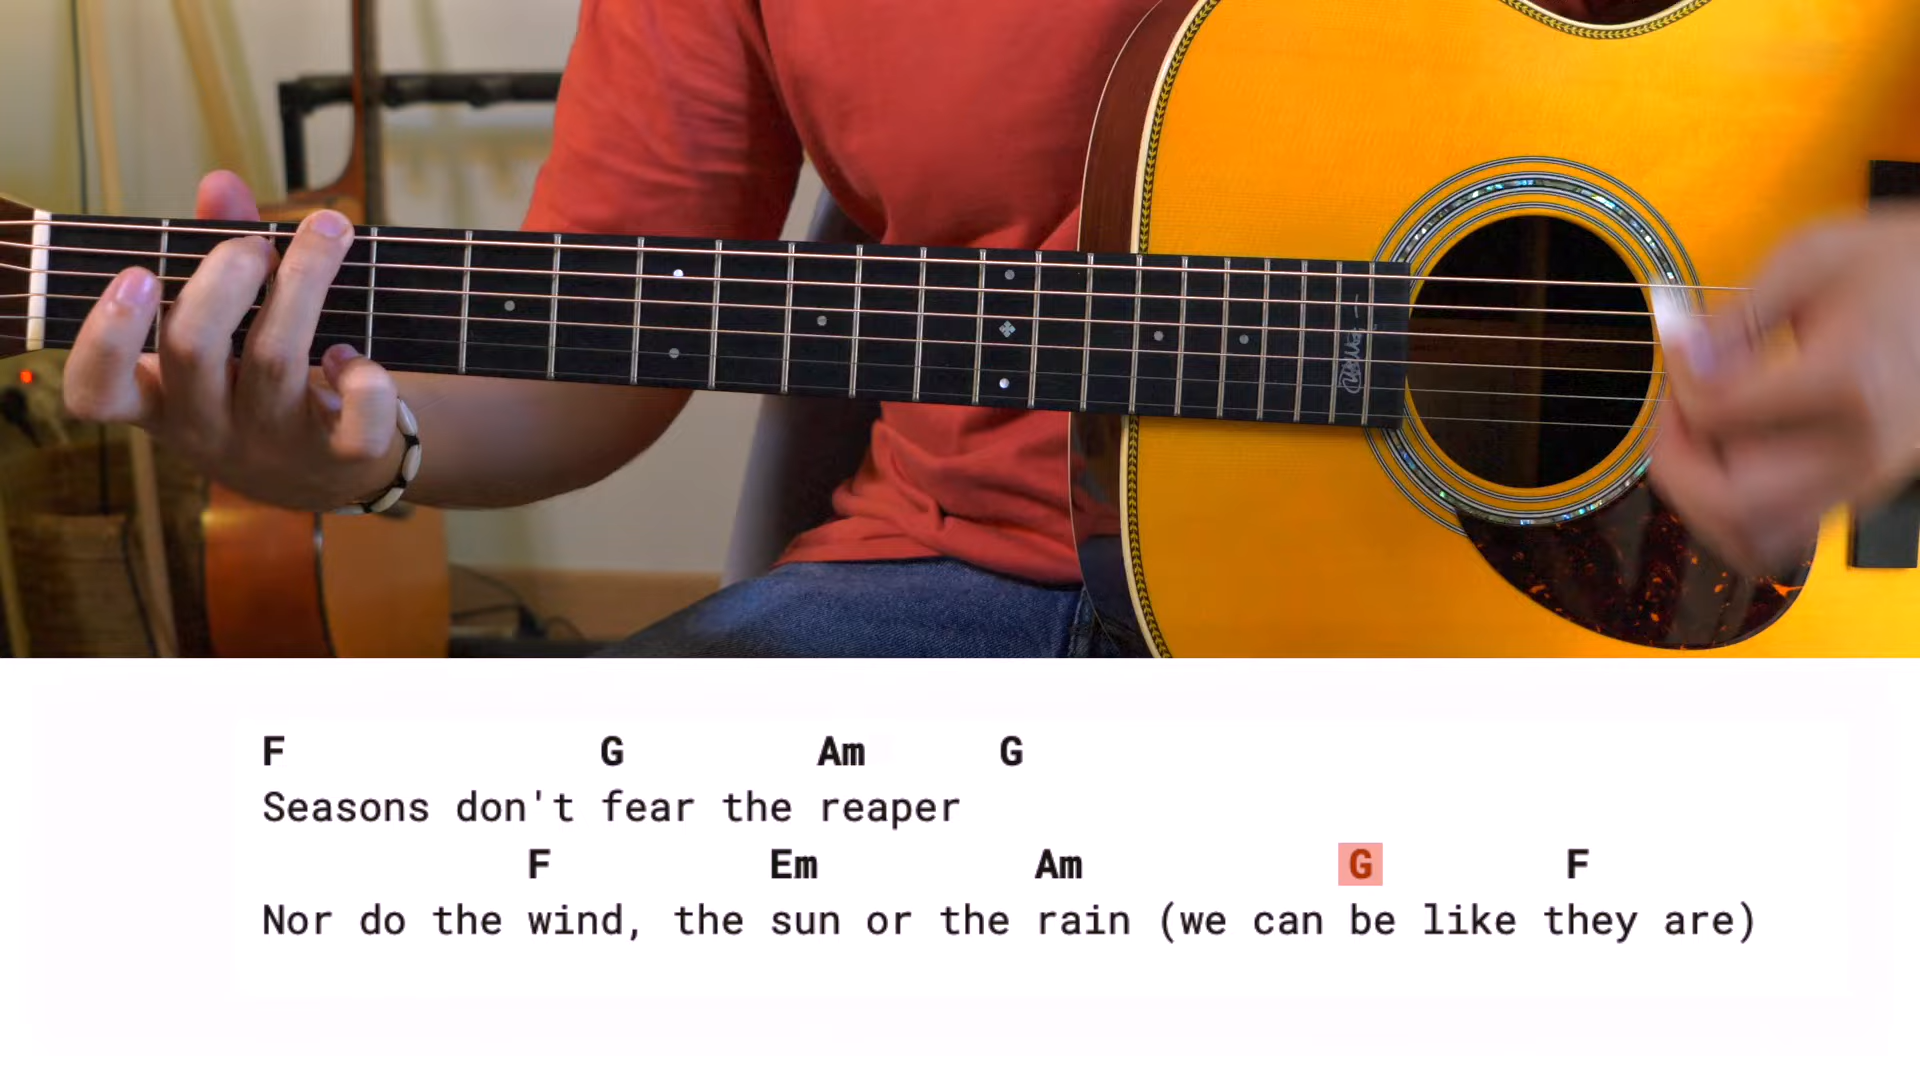 F G Am G
Seasons don't fear the reaper
F Em Am G F
Nor do the wind, the sun or the rain (we can be like they are)